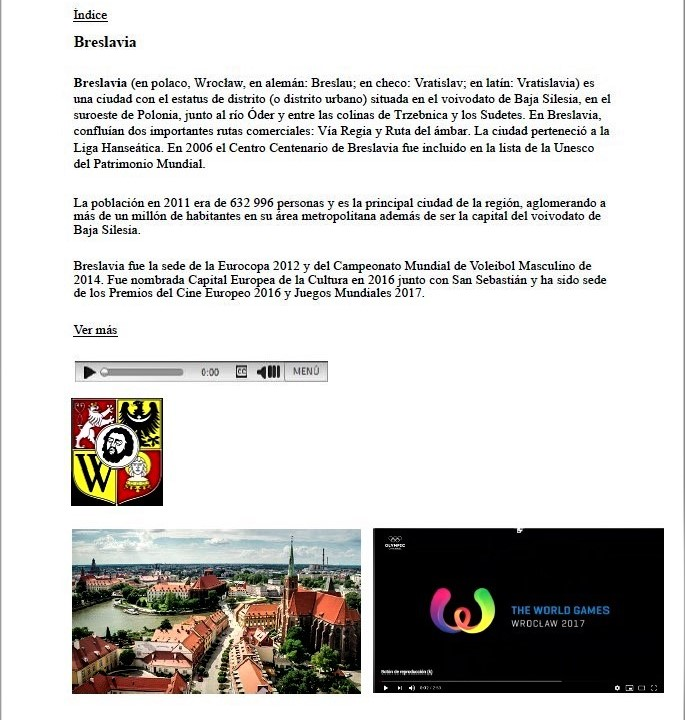 Índice
Breslavia
Breslavia (en polaco, Wrocław, en alemán: Breslau; en checo: Vratislav; en latín: Vratislavia) es
una ciudad con el estatus de distrito (o distrito urbano) situada en el voivodato de Baja Silesia, en el
suroeste de Polonia, junto al río Óder y entre las colinas de Trzebnica y los Sudetes. En Breslavia,
confluían dos importantes rutas comerciales: Vía Regia y Ruta del ámbar. La ciudad perteneció a la
Liga Hanseática. En 2006 el Centro Centenario de Breslavia fue incluido en la lista de la Unesco
del Patrimonio Mundial.
La población en 2011 era de 632 996 personas y es la principal ciudad de la región, aglomerando a
más de un millón de habitantes en su área metropolitana además de ser la capital del voivodato de
Baja Silesia.
Breslavia fue la sede de la Eurocopa 2012 y del Campeonato Mundial de Voleibol Masculino de
2014. Fue nombrada Capital Europea de la Cultura en 2016 junto con San Sebastián y ha sido sede
de los Premios del Cine Europeo 2016 y Juegos Mundiales 2017.
Ver más
0:00 CC MENÚ
W
OLYMPIC
THE WORLD GAMES
WROCLAW 2017
Botón de reproducción (k)
0:02 / 2:53